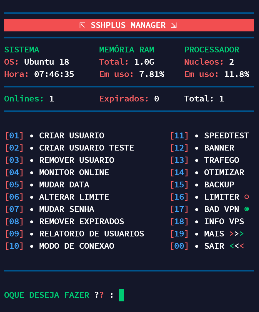 ⇱ SSHPLUS MANAGER ⇲
SISTEMA MEMÓRIA RAM PROCESSADOR
OS: Ubuntu 18 Total: 1.0G Nucleos: 2
Hora: 07:46:35 Em uso: 7.81% Em uso: 11.8%
Onlines: 1 Expirados: 0 Total: 1
[01] • CRIAR USUARIO [11] • SPEEDTEST
[02] • CRIAR USUARIO TESTE [12] • BANNER
[03] • REMOVER USUARIO [13] • TRAFEGO
[04] • MONITOR ONLINE [14] • OTIMIZAR
[05] • MUDAR DATA [15] • BACKUP
[06] • ALTERAR LIMITE [16] • LIMITER ○
[07] • MUDAR SENHA [17] • BAD VPN ●
[08] • REMOVER EXPIRADOS [18] • INFO VPS
[09] • RELATORIO DE USUARIOS [19] • MAIS >>>
[10] • MODO DE CONEXAO [00] • SAIR <<<
OQUE DESEJA FAZER ?? :